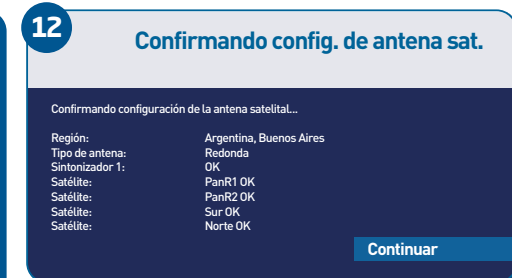 12
Confirmando config. de antena sat.
Confirmando configuración de la antena satelital...
Región: Argentina, Buenos Aires
Tipo de antena: Redonda
Sintonizador 1: OK
Satélite: PanR1 OK
Satélite: PanR2 OK
Satélite: Sur OK
Satélite: Norte OK
Continuar